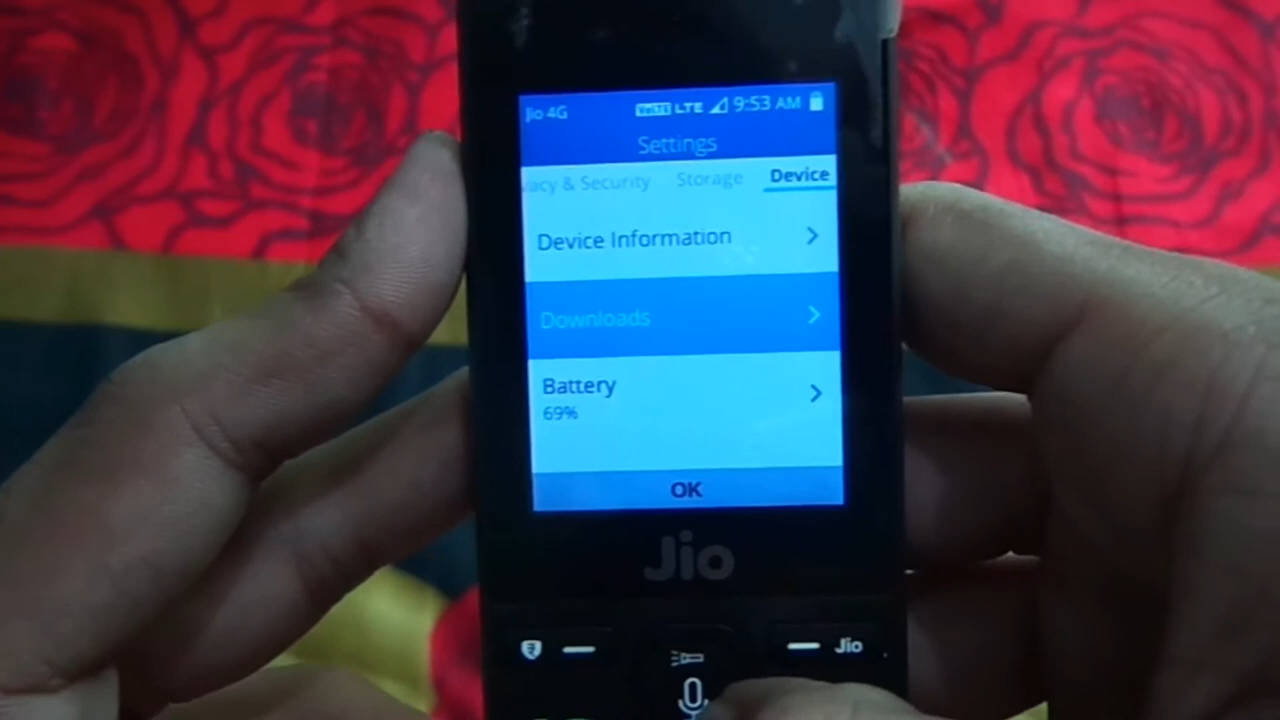 Jio 4G VoLTE LTE 9:53 AM
Settings
vacy & Security Storage Device
Device Information
Downloads
Battery
69%
OK
Jio
₹ Jio